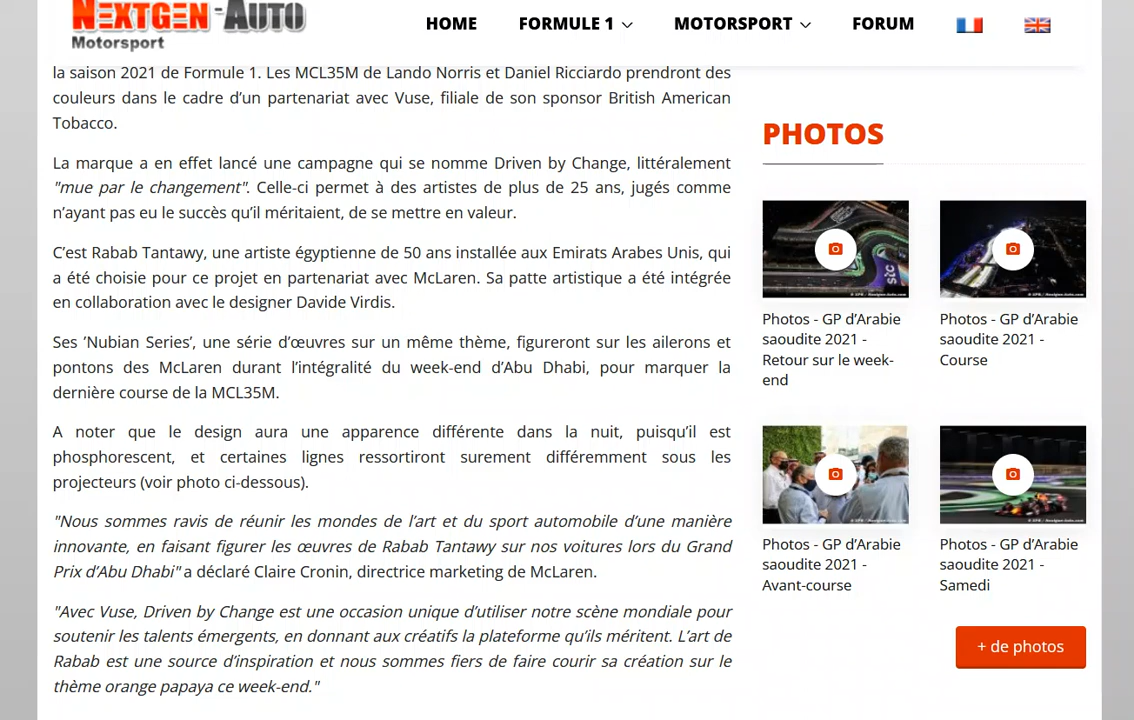 NEXTGEN-AUTO
Motorsport
HOME
FORMULE 1
MOTORSPORT
FORUM
la saison 2021 de Formule 1. Les MCL35M de Lando Norris et Daniel Ricciardo prendront des
couleurs dans le cadre d’un partenariat avec Vuse, filiale de son sponsor British American
Tobacco.
La marque a en effet lancé une campagne qui se nomme Driven by Change, littéralement
"mue par le changement". Celle-ci permet à des artistes de plus de 25 ans, jugés comme
n’ayant pas eu le succès qu’il méritaient, de se mettre en valeur.
C’est Rabab Tantawy, une artiste égyptienne de 50 ans installée aux Emirats Arabes Unis, qui
a été choisie pour ce projet en partenariat avec McLaren. Sa patte artistique a été intégrée
en collaboration avec le designer Davide Virdis.
Ses ’Nubian Series’, une série d’œuvres sur un même thème, figureront sur les ailerons et
pontons des McLaren durant l’intégralité du week-end d’Abu Dhabi, pour marquer la
dernière course de la MCL35M.
A noter que le design aura une apparence différente dans la nuit, puisqu’il est
phosphorescent, et certaines lignes ressortiront surement différemment sous les
projecteurs (voir photo ci-dessous).
"Nous sommes ravis de réunir les mondes de l’art et du sport automobile d’une manière
innovante, en faisant figurer les œuvres de Rabab Tantawy sur nos voitures lors du Grand
Prix d’Abu Dhabi" a déclaré Claire Cronin, directrice marketing de McLaren.
"Avec Vuse, Driven by Change est une occasion unique d’utiliser notre scène mondiale pour
soutenir les talents émergents, en donnant aux créatifs la plateforme qu’ils méritent. L’art de
Rabab est une source d’inspiration et nous sommes fiers de faire courir sa création sur le
thème orange papaya ce week-end."
PHOTOS
stc
Photos - GP d’Arabie
saoudite 2021 -
Retour sur le week-
end
Photos - GP d’Arabie
saoudite 2021 -
Course
Photos - GP d’Arabie
saoudite 2021 -
Avant-course
Photos - GP d’Arabie
saoudite 2021 -
Samedi
+ de photos